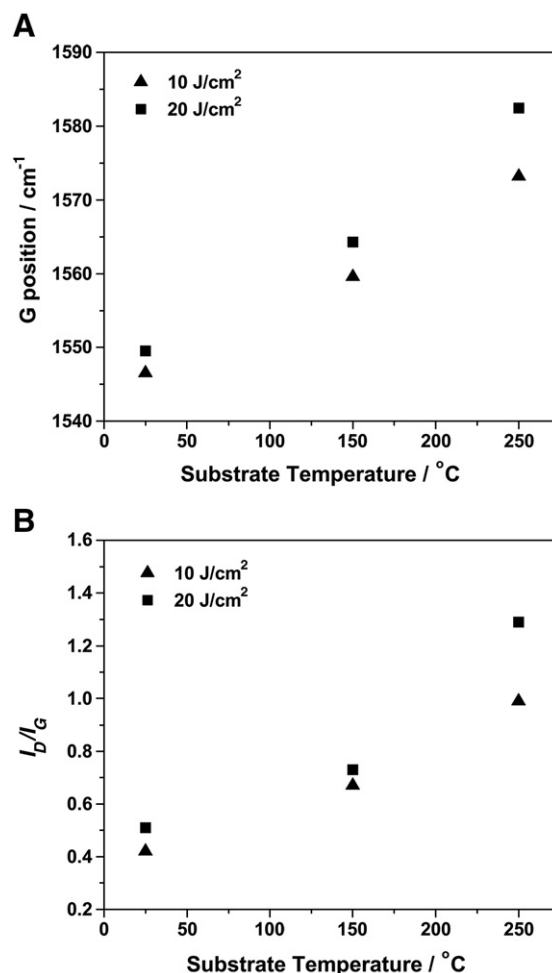 A
1590
1580
1570
1560
1550
1540
G position / cm⁻¹
10 J/cm²
20 J/cm²
0 50 100 150 200 250
Substrate Temperature / °C
B
1.6
1.4
1.2
1.0
0.8
0.6
0.4
0.2
I_D/I_G
10 J/cm²
20 J/cm²
0 50 100 150 200 250
Substrate Temperature / °C